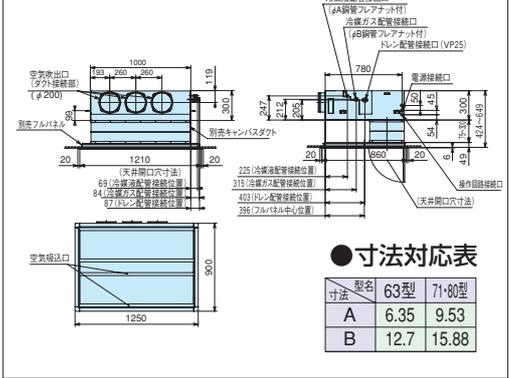 (φA銅管フレアナット付)
冷媒ガス配管接続口
(φB銅管フレアナット付)
ドレン配管接続口(VP25)
1000
780
空気吹出口
(ダクト接続部)
(φ200)
193 260 260
119
300
99
電源接続口
247
212
205
50
45
300
54
75~300
424~649
別売フルパネル
別売キャンバスダクト
20 1210 20
20 860 20
6
49
69(冷媒液配管接続位置)
84(冷媒ガス配管接続位置)
87(ドレン配管接続位置)
(天井開口穴寸法)
225(冷媒液配管接続位置)
315(冷媒ガス配管接続位置)
403(ドレン配管接続位置)
396(フルパネル中心位置)
操作回路接続口
(天井開口穴寸法)
空気吸込口
900
1250
●寸法対応表
寸法 型名 63型 71・80型
A 6.35 9.53
B 12.7 15.88